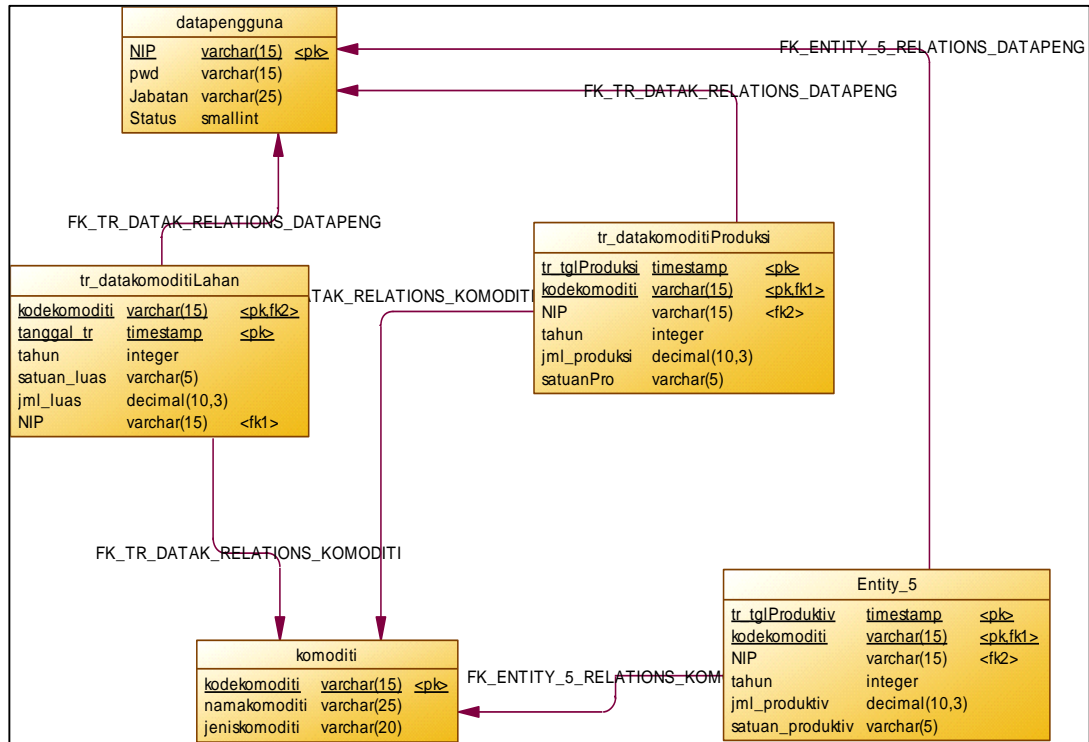 datapengguna
NIP varchar(15) <pk>
pwd varchar(15)
Jabatan varchar(25)
Status smallint
FK_ENTITY_5_RELATIONS_DATAPENG
FK_TR_DATAK_RELATIONS_DATAPENG
FK_TR_DATAK_RELATIONS_DATAPENG
tr_datakomoditiProduksi
tr_tglProduksi timestamp <pk>
kodekomoditi varchar(15) <pk,fk1>
NIP varchar(15) <fk2>
tahun integer
jml_produksi decimal(10,3)
satuanPro varchar(5)
tr_datakomoditiLahan
kodekomoditi varchar(15) <pk,fk2>
tanggal_tr timestamp <pk>
tahun integer
satuan_luas varchar(5)
jml_luas decimal(10,3)
NIP varchar(15) <fk1>
TAK_RELATIONS_KOMODITI
FK_TR_DATAK_RELATIONS_KOMODITI
Entity_5
tr_tglProduktiv timestamp <pk>
kodekomoditi varchar(15) <pk,fk1>
NIP varchar(15) <fk2>
tahun integer
jml_produktiv decimal(10,3)
satuan_produktiv varchar(5)
komoditi
kodekomoditi varchar(15) <pk>
namakomoditi varchar(25)
jeniskomoditi varchar(20)
FK_ENTITY_5_RELATIONS_KOM